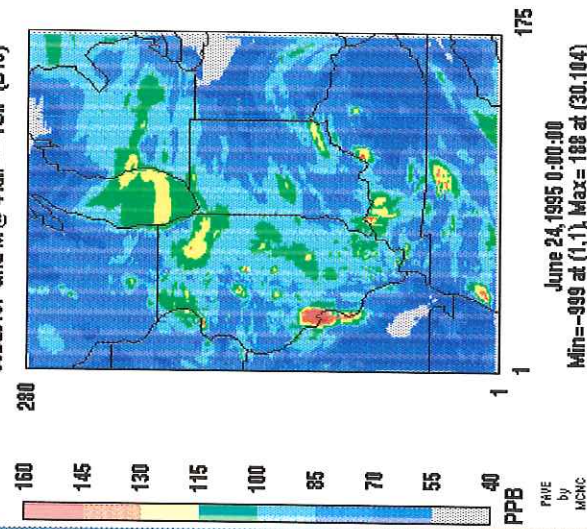 and
280
175
1
1
160
145
130
115
100
85
70
55
40
PPB
PAVE
by
MCNC
June 24,1995 0:00:00
Min=-999 at (1,1), Max= 188 at (30,104)